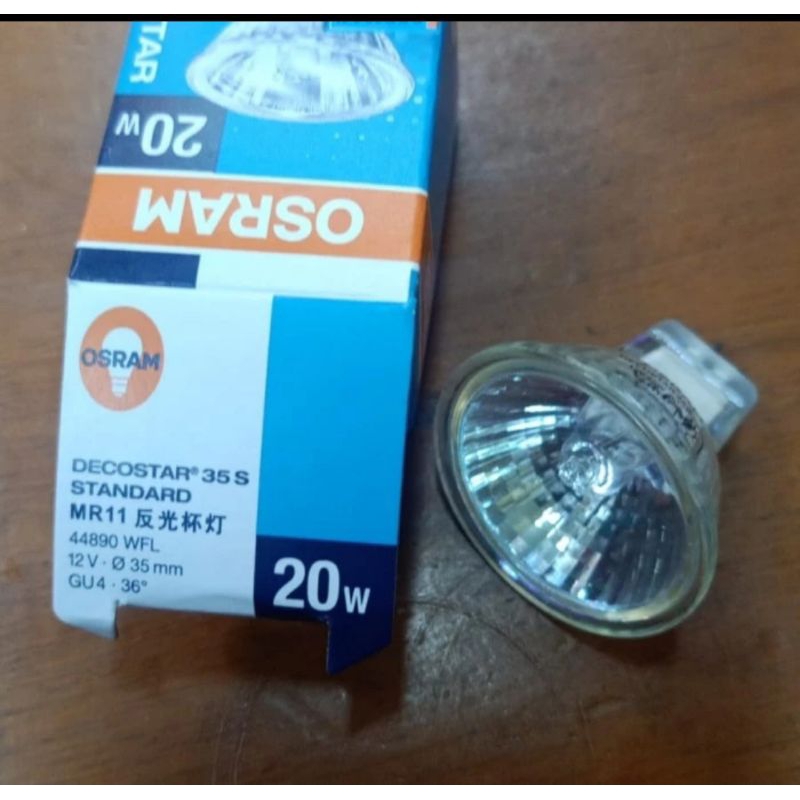 STAR
20W
OSRAM
OSRAM
DECOSTAR® 35 S
STANDARD
MR11 反光杯灯
44890 WFL
12V · Ø 35 mm
GU4 · 36°
20W